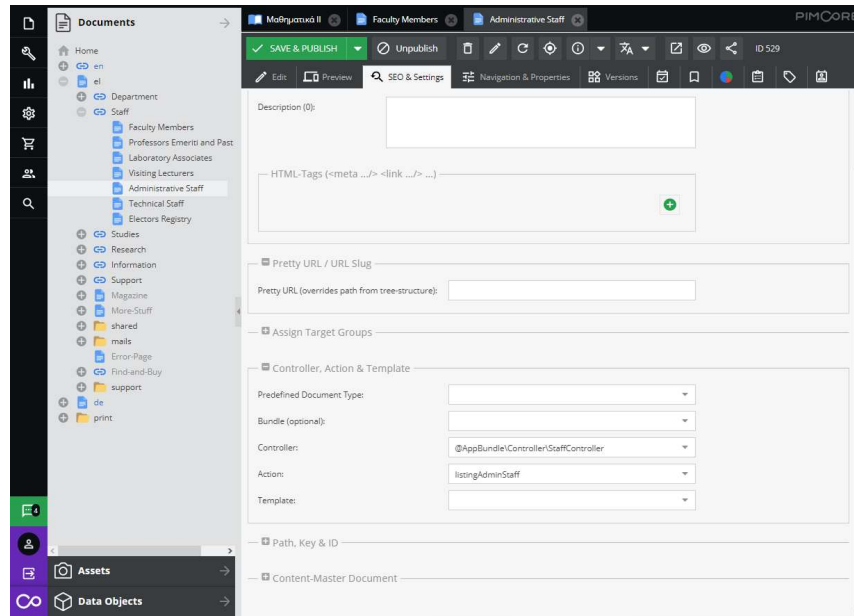 Documents
Home
en
el
Department
Staff
Faculty Members
Professors Emeriti and Past
Laboratory Associates
Visiting Lecturers
Administrative Staff
Technical Staff
Electors Registry
Studies
Research
Information
Support
Magazine
More-Stuff
shared
mails
Error-Page
Find-and-Buy
support
de
print
4
Assets
Data Objects
Μαθηματικά ΙΙ
Faculty Members
Administrative Staff
PIMCORE
SAVE & PUBLISH
Unpublish
ID 529
Edit
Preview
SEO & Settings
Navigation & Properties
Versions
Description (0):
HTML-Tags (<meta .../> <link .../> ...)
Pretty URL / URL Slug
Pretty URL (overrides path from tree-structure):
Assign Target Groups
Controller, Action & Template
Predefined Document Type:
Bundle (optional):
Controller: @AppBundle\Controller\StaffController
Action: listingAdminStaff
Template:
Path, Key & ID
Content-Master Document